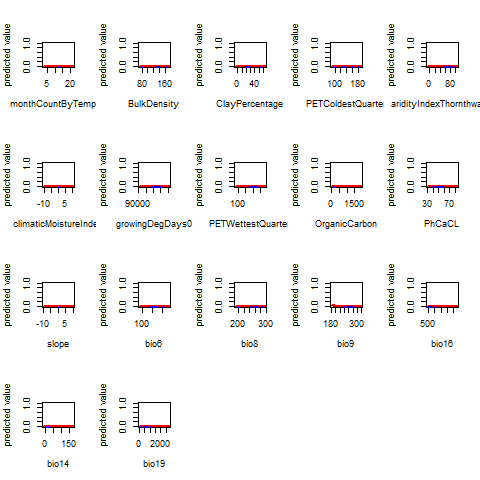 predicted value predicted value predicted value predicted value predicted value
0.0 1.0 0.0 1.0 0.0 1.0 0.0 1.0 0.0 1.0
5 20 80 160 0 40 100 180 0 80
monthCountByTemp BulkDensity ClayPercentage PETColdestQuarte aridityIndexThornthwa
predicted value predicted value predicted value predicted value predicted value
0.0 1.0 0.0 1.0 0.0 1.0 0.0 1.0 0.0 1.0
-10 5 90000 100 0 1500 30 70
climaticMoistureInde growingDegDays0 PETWettestQuarte OrganicCarbon PhCaCL
predicted value predicted value predicted value predicted value predicted value
0.0 1.0 0.0 1.0 0.0 1.0 0.0 1.0 0.0 1.0
-10 5 100 200 300 180 300 500
slope bio6 bio8 bio9 bio16
predicted value predicted value
0.0 1.0 0.0 1.0
0 150 0 2000
bio14 bio19